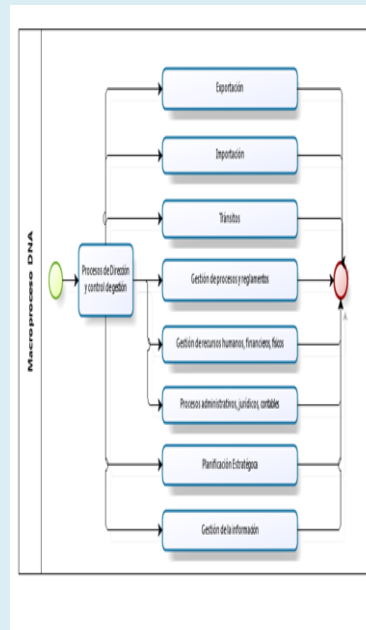 Macroproceso DNA
Procesos de Dirección
y control de gestión
Exportación
Importación
Tránsitos
Gestión de procesos y reglamentos
Gestión de recursos humanos, financieros, físicos
Procesos administrativos, jurídicos, contables
Planificación Estratégica
Gestión de la información